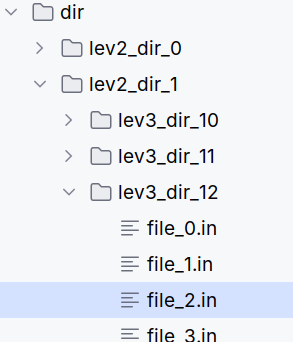 dir
lev2_dir_0
lev2_dir_1
lev3_dir_10
lev3_dir_11
lev3_dir_12
file_0.in
file_1.in
file_2.in
file_3.in